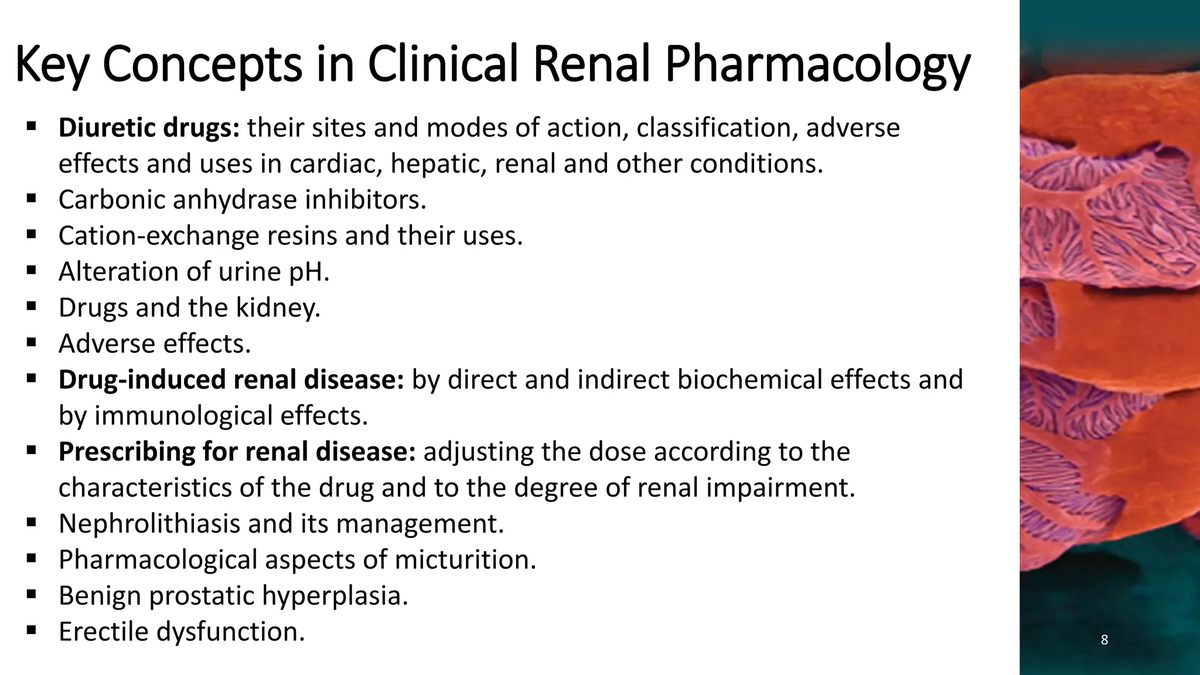 Key Concepts in Clinical Renal Pharmacology
▪ Diuretic drugs: their sites and modes of action, classification, adverse
effects and uses in cardiac, hepatic, renal and other conditions.
▪ Carbonic anhydrase inhibitors.
▪ Cation-exchange resins and their uses.
▪ Alteration of urine pH.
▪ Drugs and the kidney.
▪ Adverse effects.
▪ Drug-induced renal disease: by direct and indirect biochemical effects and
by immunological effects.
▪ Prescribing for renal disease: adjusting the dose according to the
characteristics of the drug and to the degree of renal impairment.
▪ Nephrolithiasis and its management.
▪ Pharmacological aspects of micturition.
▪ Benign prostatic hyperplasia.
▪ Erectile dysfunction.
8